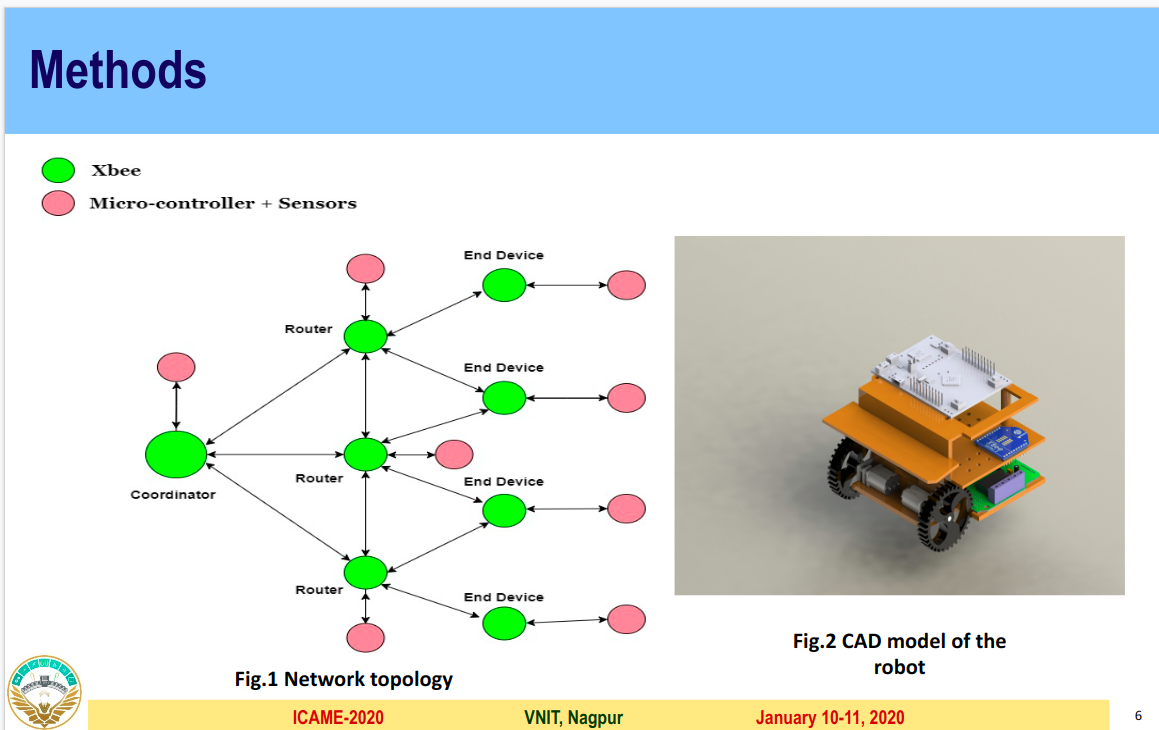 Methods
Xbee
Micro-controller + Sensors
End Device
Router
End Device
Router
Coordinator
End Device
Router
End Device
Fig.1 Network topology
Fig.2 CAD model of the
robot
ICAME-2020
VNIT, Nagpur
January 10-11, 2020
6